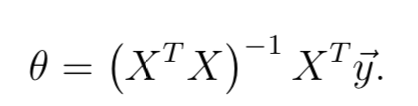 θ = (XᵀX)⁻¹ Xᵀy⃗.